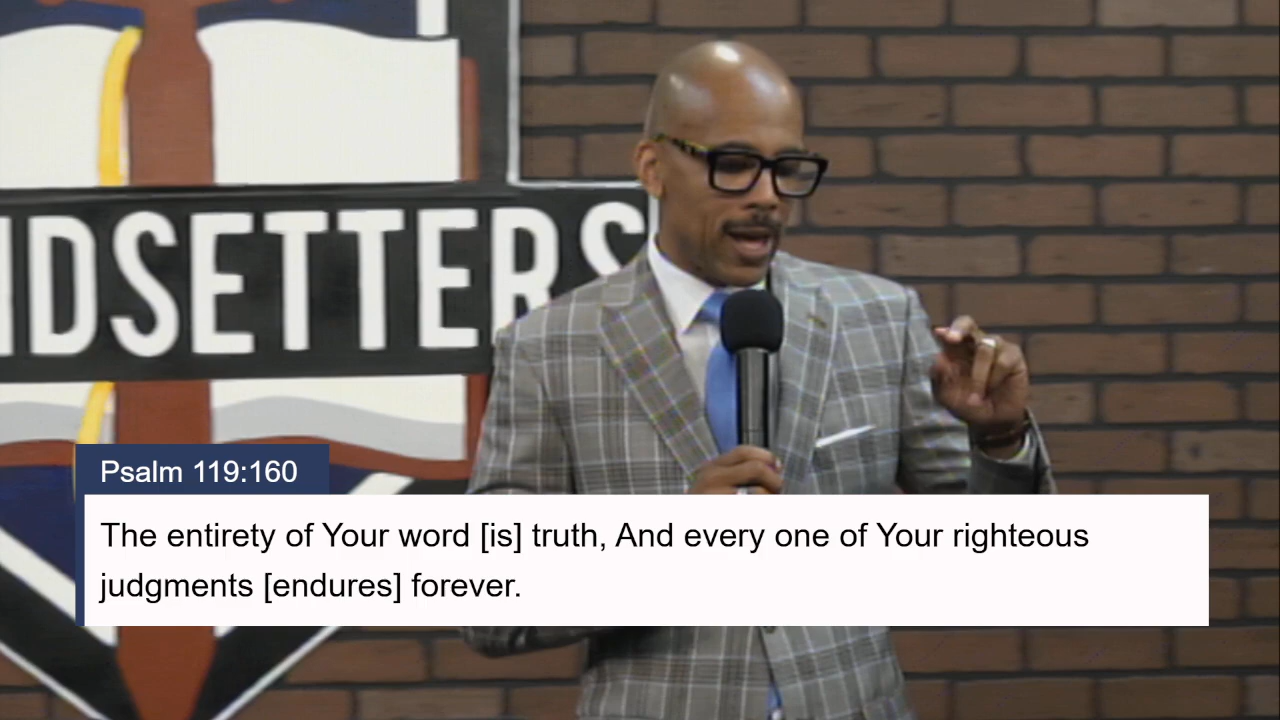 NDSETTERS
Psalm 119:160
The entirety of Your word [is] truth, And every one of Your righteous
judgments [endures] forever.